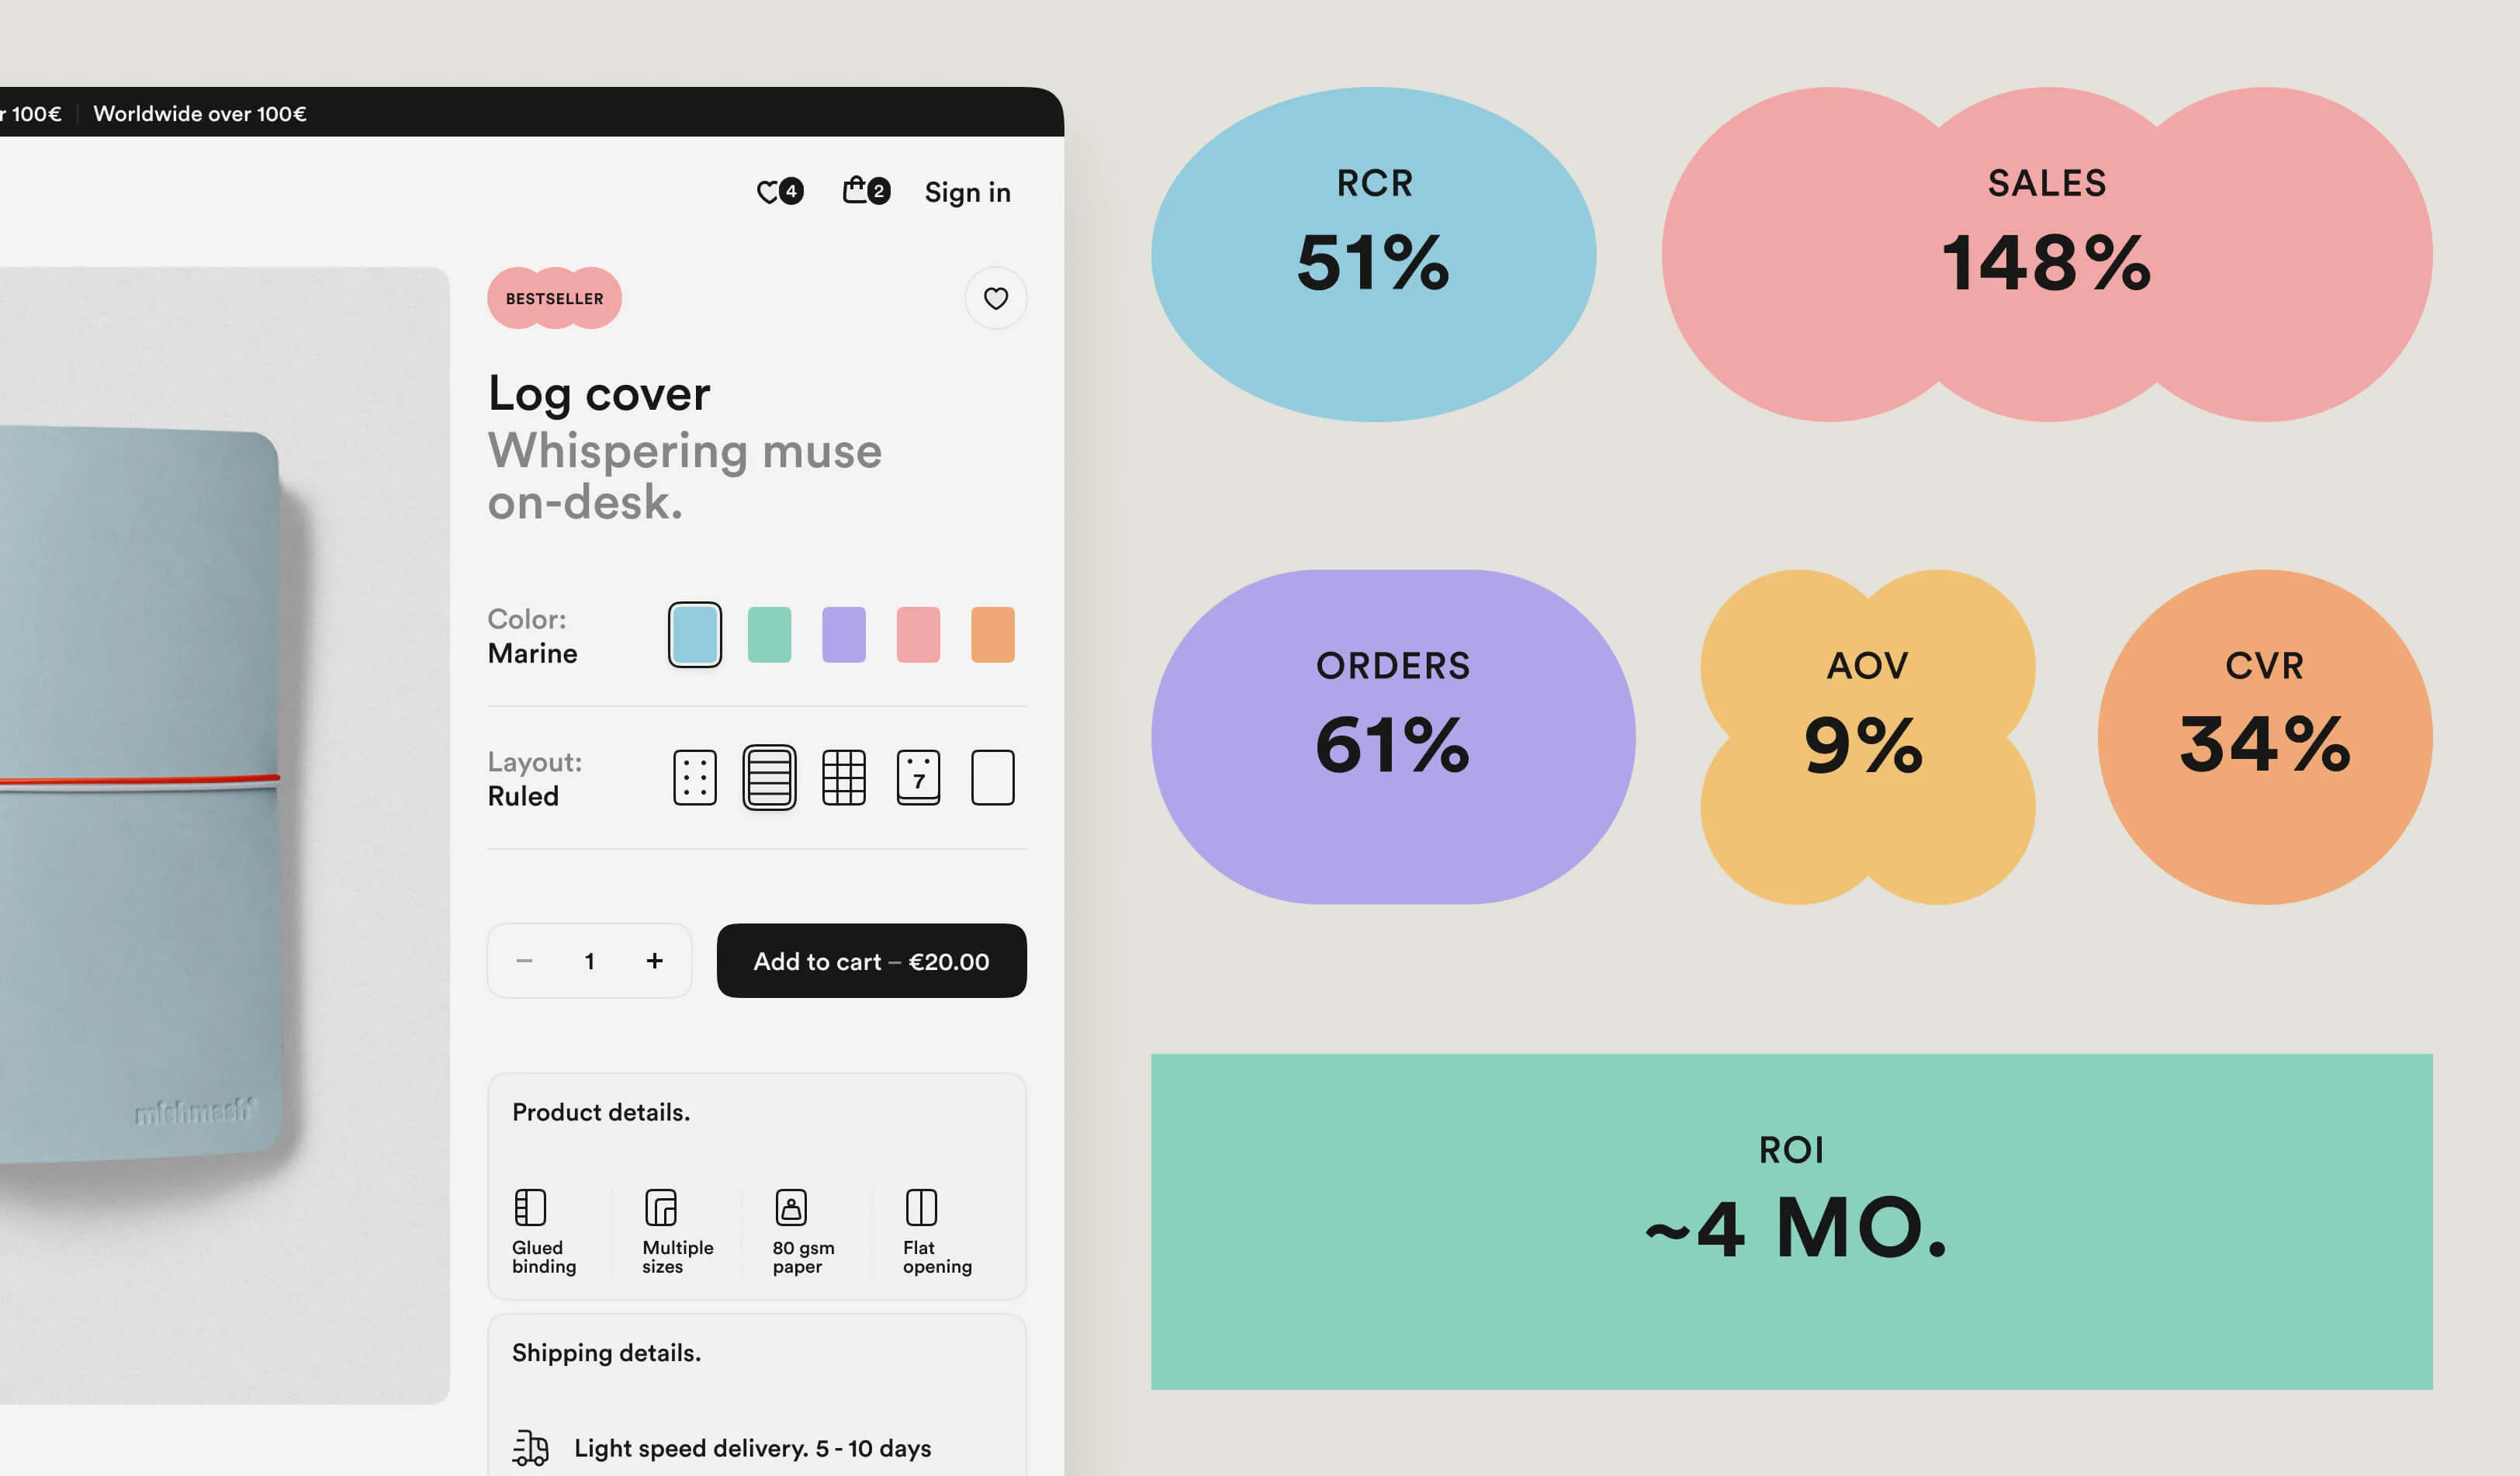 r 100€ Worldwide over 100€
4 2 Sign in
BESTSELLER
Log cover
Whispering muse
on-desk.
Color:
Marine
Layout:
Ruled
7
− 1 +
Add to cart – €20.00
Product details.
Glued
binding
Multiple
sizes
80 gsm
paper
Flat
opening
Shipping details.
Light speed delivery. 5 - 10 days
mishmash®
RCR
51%
SALES
148%
ORDERS
61%
AOV
9%
CVR
34%
ROI
~4 MO.